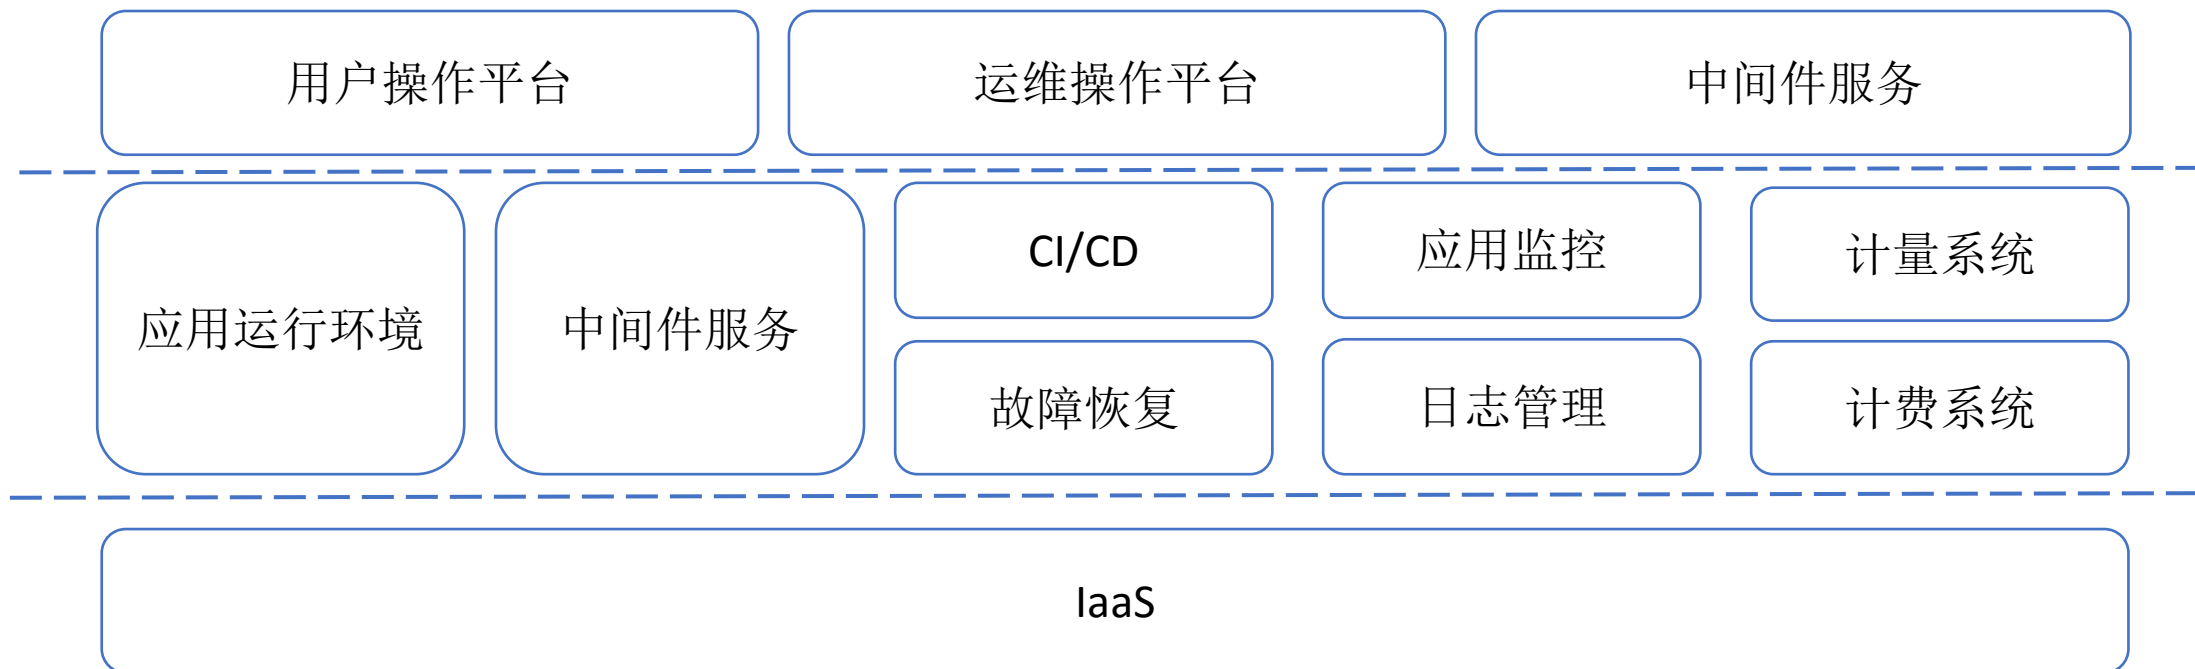 用户操作平台
运维操作平台
中间件服务
应用运行环境
中间件服务
CI/CD
应用监控
计量系统
故障恢复
日志管理
计费系统
IaaS